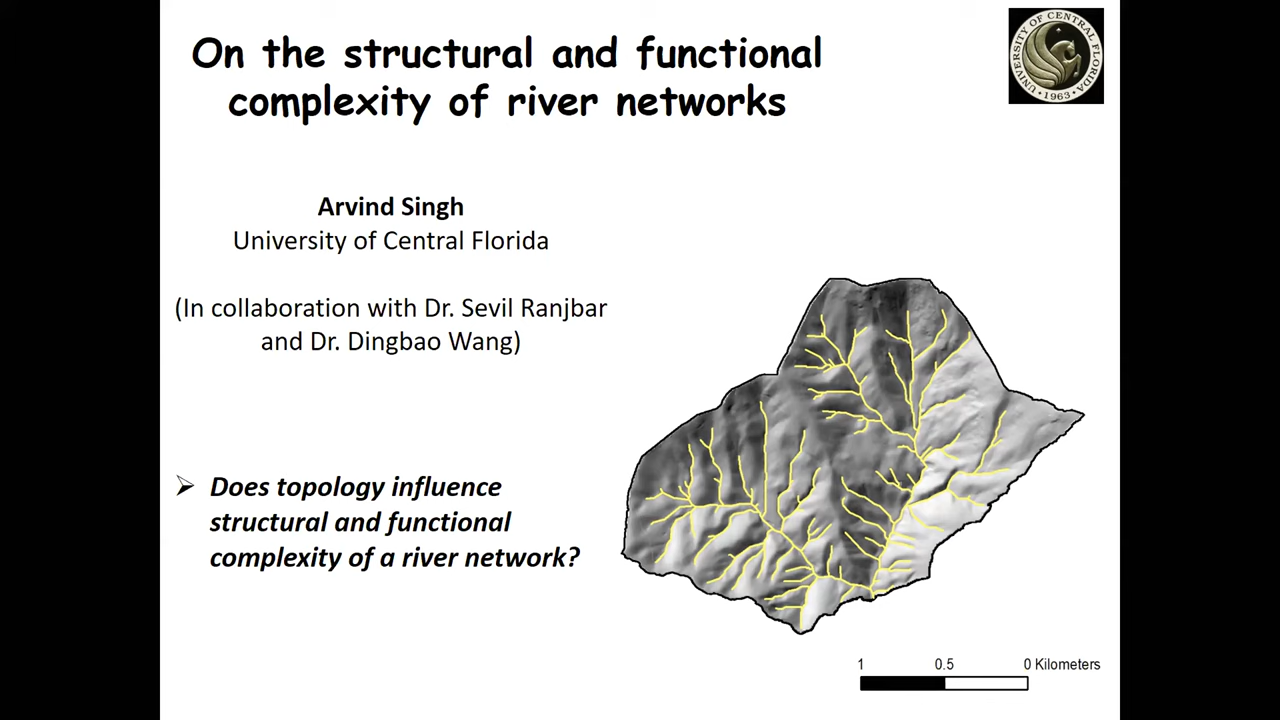 On the structural and functional
complexity of river networks
UNIVERSITY OF CENTRAL FLORIDA
• 1963 •
Arvind Singh
University of Central Florida
(In collaboration with Dr. Sevil Ranjbar
and Dr. Dingbao Wang)
➢ Does topology influence
structural and functional
complexity of a river network?
1 0.5 0 Kilometers